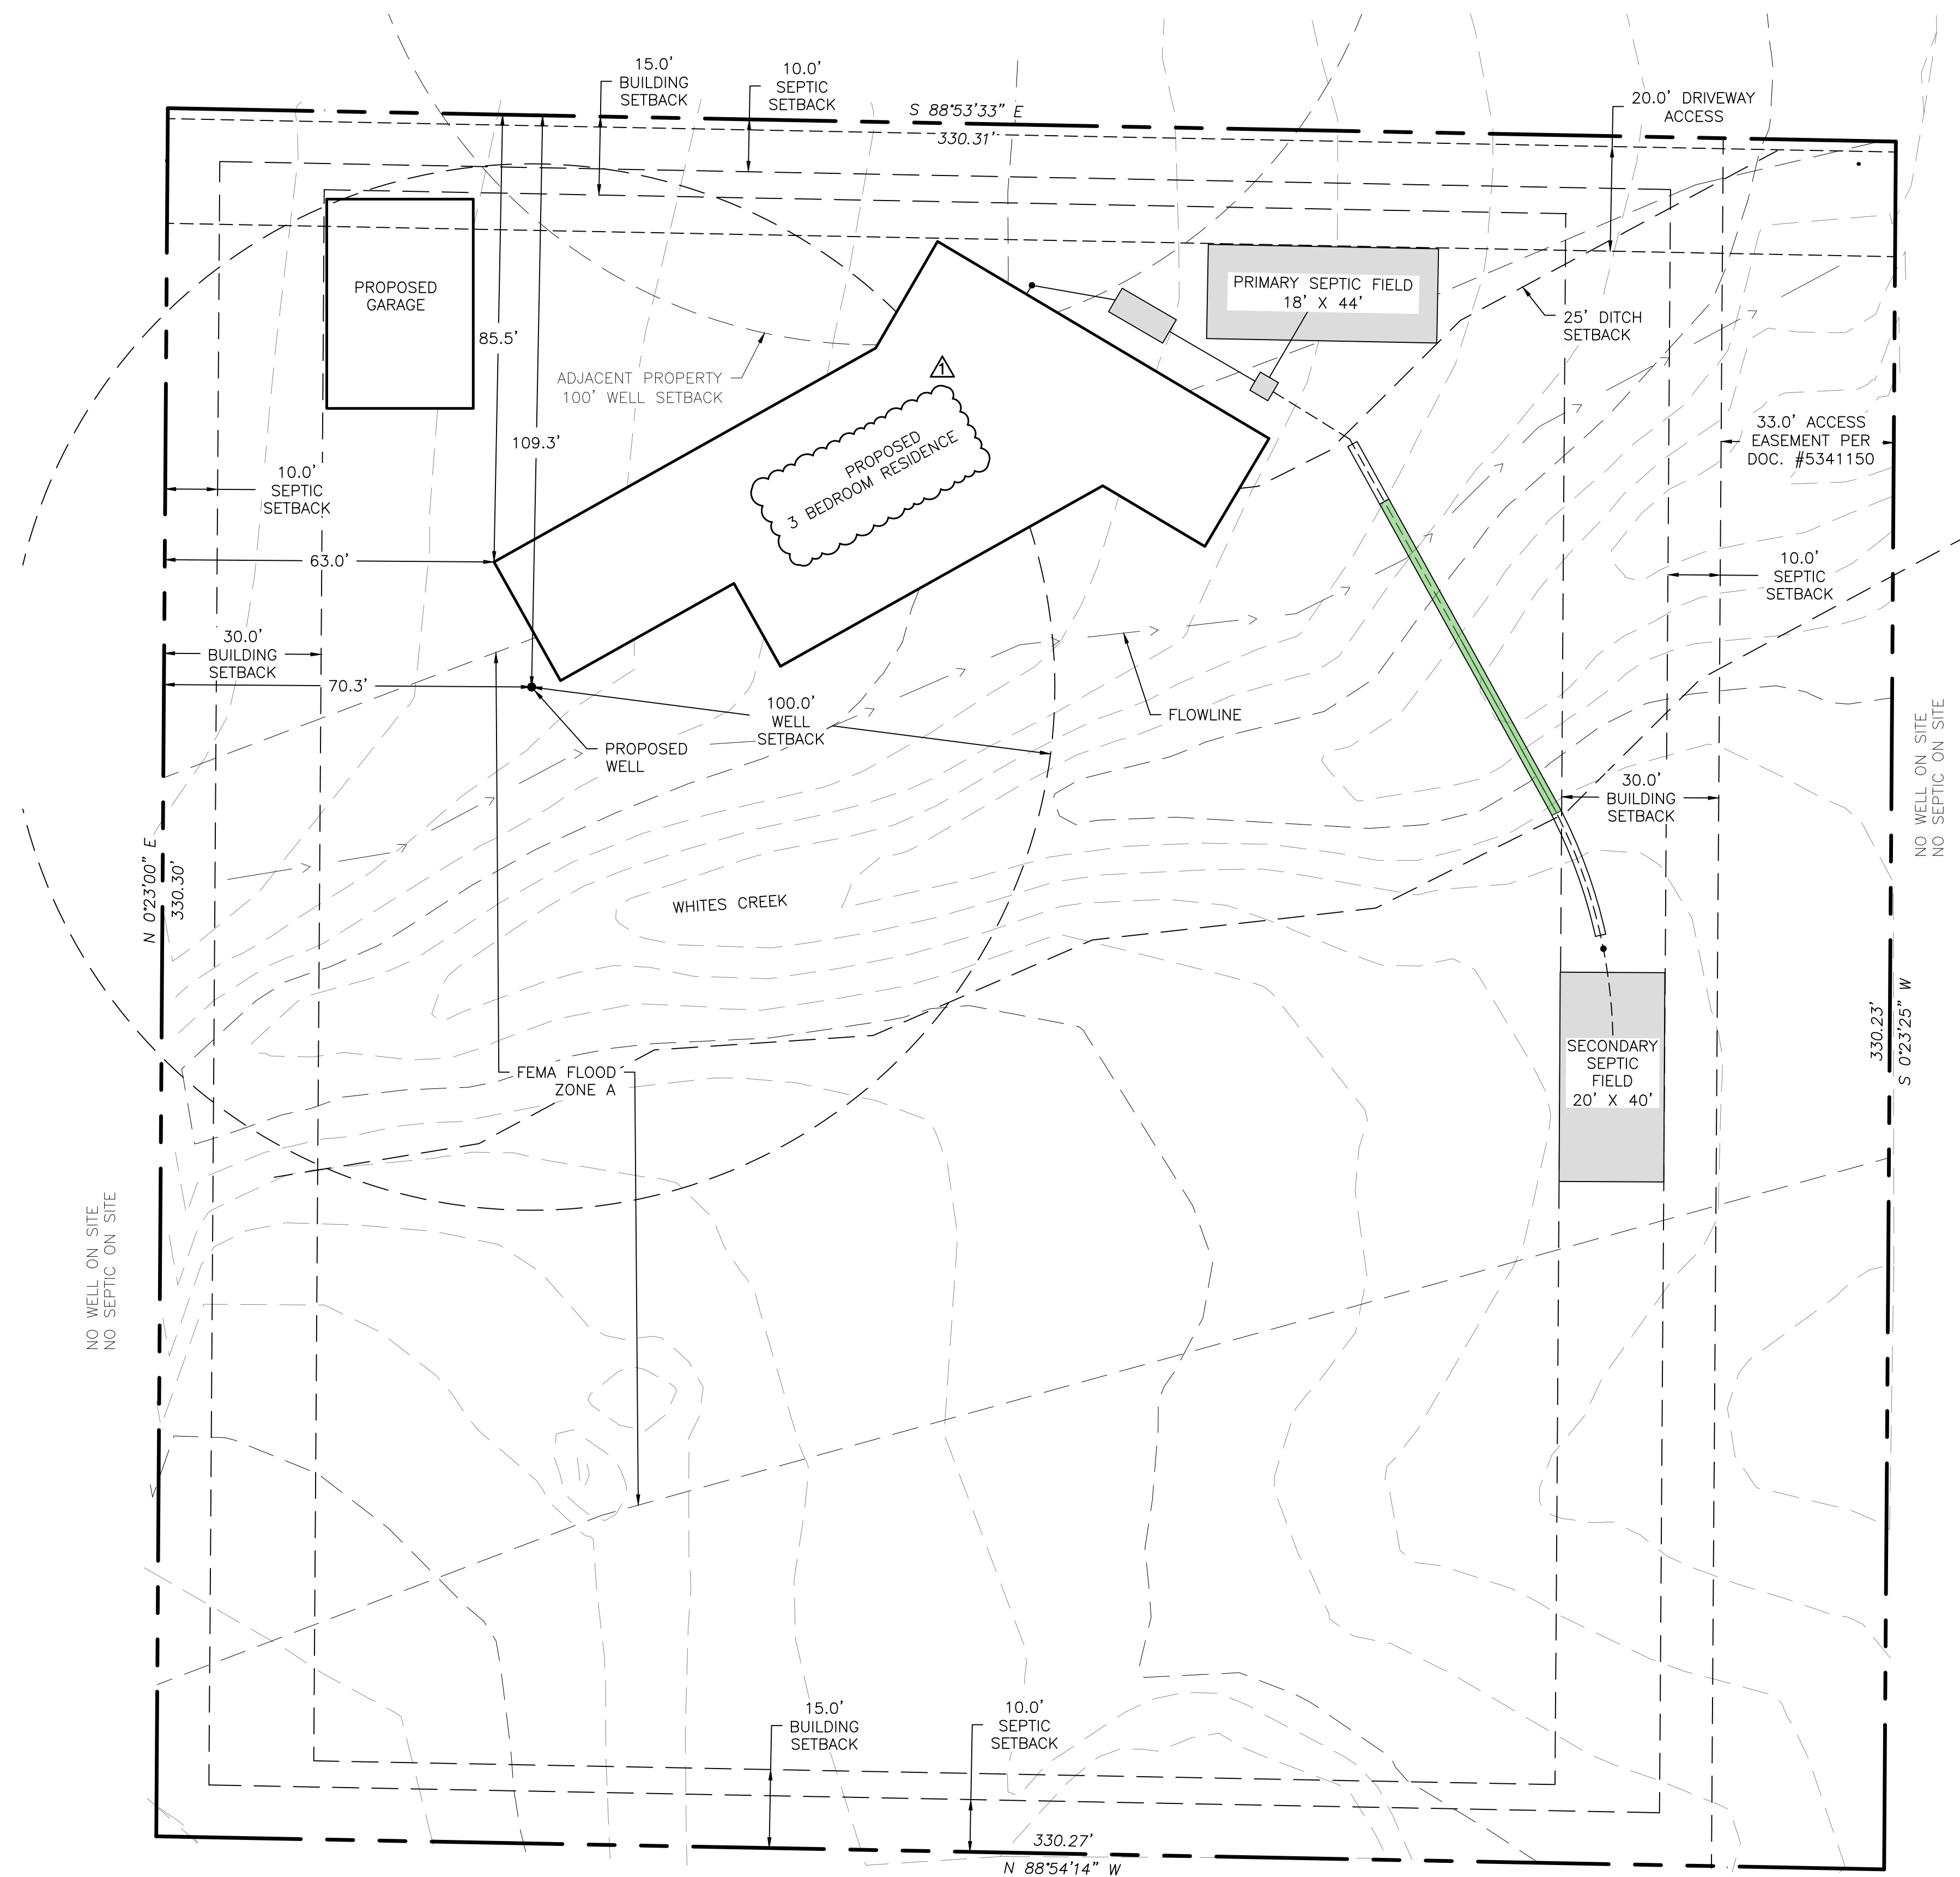 15.0'
BUILDING
SETBACK
10.0'
SEPTIC
SETBACK
S 88°53'33" E
330.31'
20.0' DRIVEWAY
ACCESS
PROPOSED
GARAGE
85.5'
109.3'
ADJACENT PROPERTY
100' WELL SETBACK
1
PROPOSED
3 BEDROOM RESIDENCE
PRIMARY SEPTIC FIELD
18' X 44'
25' DITCH
SETBACK
33.0' ACCESS
EASEMENT PER
DOC. #5341150
10.0'
SEPTIC
SETBACK
63.0'
10.0'
SEPTIC
SETBACK
30.0'
BUILDING
SETBACK
70.3'
100.0'
WELL
SETBACK
FLOWLINE
PROPOSED
WELL
30.0'
BUILDING
SETBACK
NO WELL ON SITE
NO SEPTIC ON SITE
N 0°23'00" E
330.30'
WHITES CREEK
330.23'
S 0°23'25" W
SECONDARY
SEPTIC
FIELD
20' X 40'
FEMA FLOOD
ZONE A
NO WELL ON SITE
NO SEPTIC ON SITE
15.0'
BUILDING
SETBACK
10.0'
SEPTIC
SETBACK
330.27'
N 88°54'14" W